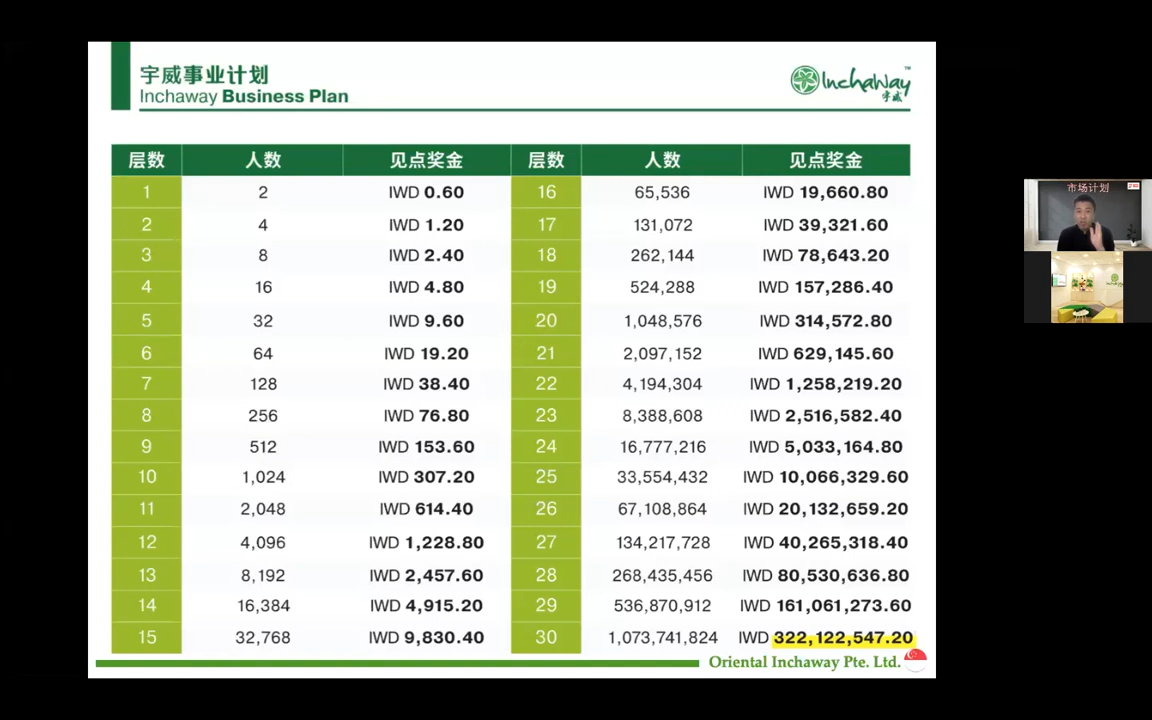 宇威事业计划
Inchaway Business Plan
InchaWay™
宇威
层数 人数 见点奖金 层数 人数 见点奖金
1 2 IWD 0.60 16 65,536 IWD 19,660.80
2 4 IWD 1.20 17 131,072 IWD 39,321.60
3 8 IWD 2.40 18 262,144 IWD 78,643.20
4 16 IWD 4.80 19 524,288 IWD 157,286.40
5 32 IWD 9.60 20 1,048,576 IWD 314,572.80
6 64 IWD 19.20 21 2,097,152 IWD 629,145.60
7 128 IWD 38.40 22 4,194,304 IWD 1,258,219.20
8 256 IWD 76.80 23 8,388,608 IWD 2,516,582.40
9 512 IWD 153.60 24 16,777,216 IWD 5,033,164.80
10 1,024 IWD 307.20 25 33,554,432 IWD 10,066,329.60
11 2,048 IWD 614.40 26 67,108,864 IWD 20,132,659.20
12 4,096 IWD 1,228.80 27 134,217,728 IWD 40,265,318.40
13 8,192 IWD 2,457.60 28 268,435,456 IWD 80,530,636.80
14 16,384 IWD 4,915.20 29 536,870,912 IWD 161,061,273.60
15 32,768 IWD 9,830.40 30 1,073,741,824 IWD 322,122,547.20
Oriental Inchaway Pte. Ltd.
市场计划